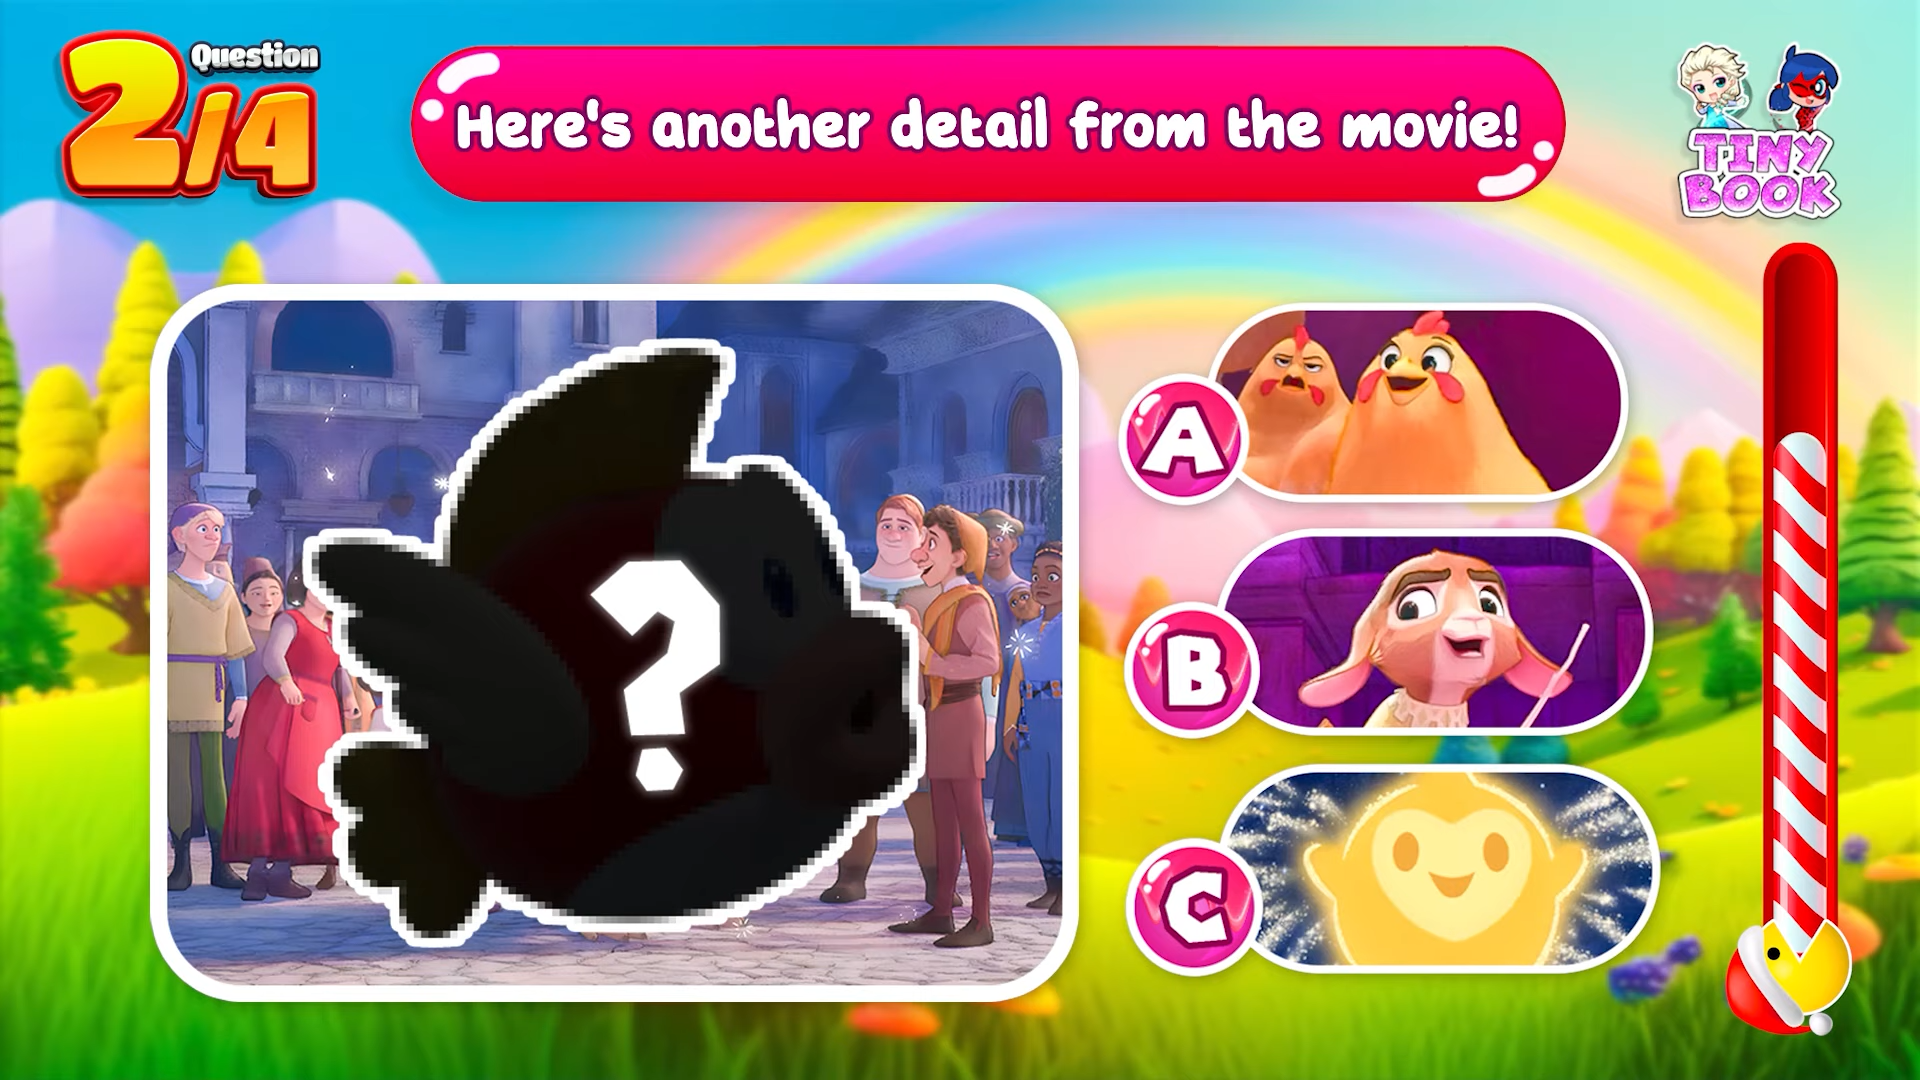 Question
2/4
Here's another detail from the movie!
TINY
BOOK
?
A
B
C